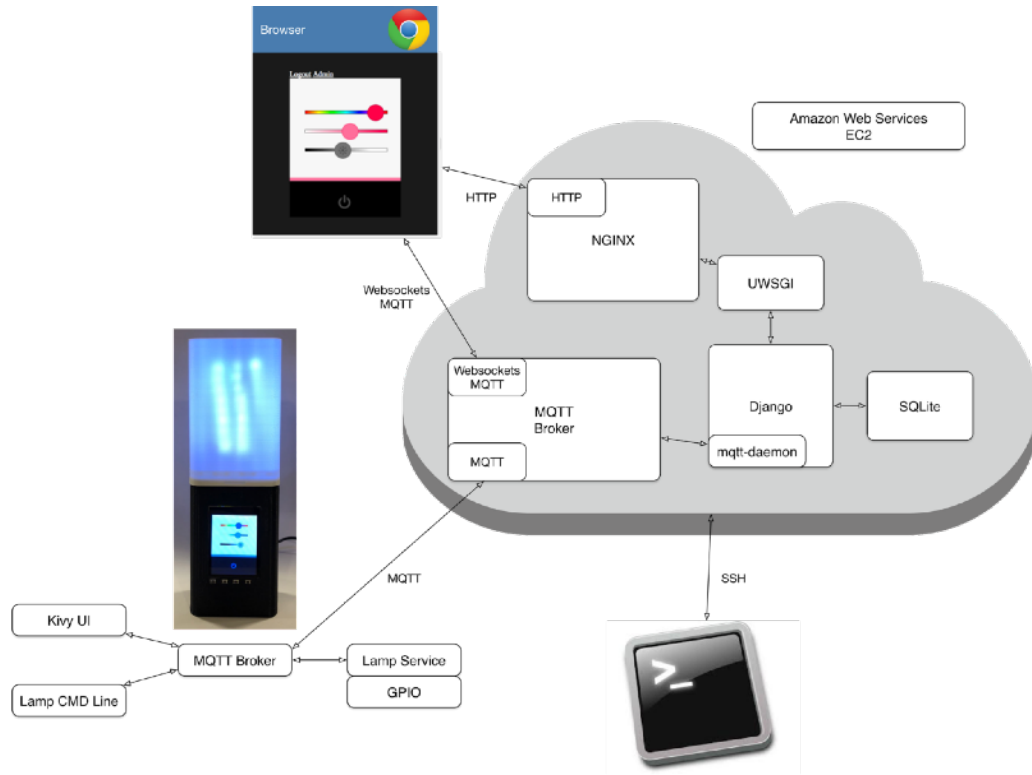 Browser
Logout Admin
Amazon Web Services
EC2
HTTP
HTTP
NGINX
UWSGI
Websockets
MQTT
Websockets
MQTT
MQTT
Broker
MQTT
Django
mqtt-daemon
SQLite
MQTT
SSH
Kivy UI
MQTT Broker
Lamp Service
GPIO
Lamp CMD Line